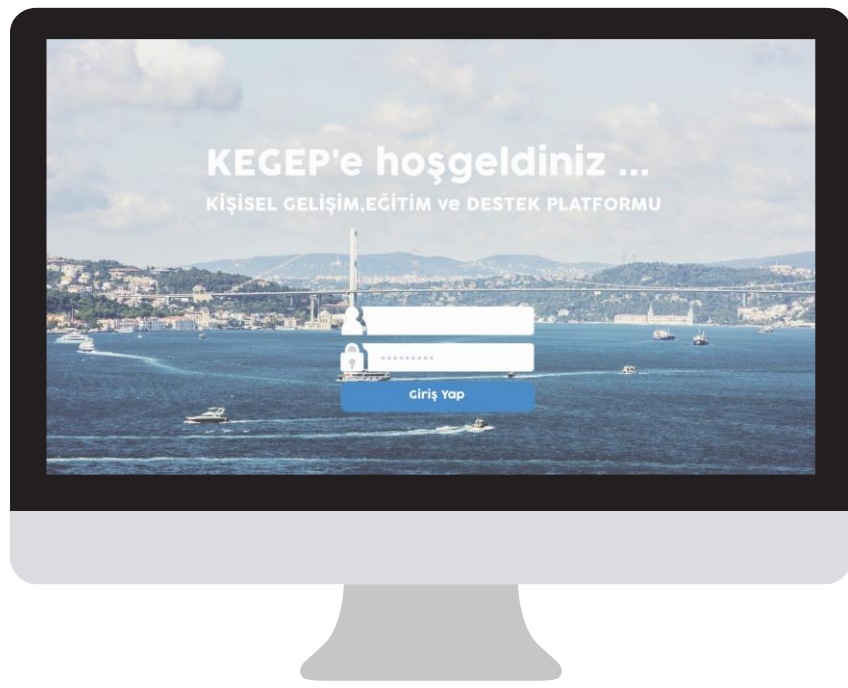 KEGEP'e hoşgeldiniz ...
KİŞİSEL GELİŞİM,EĞİTİM ve DESTEK PLATFORMU
*********
Giriş Yap